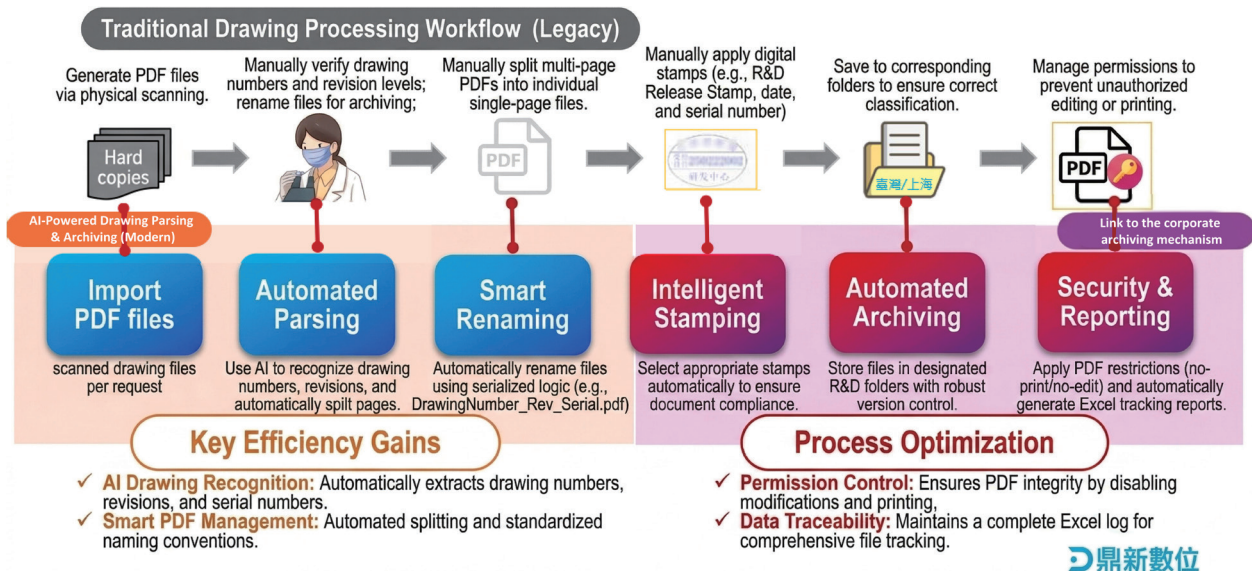 Traditional Drawing Processing Workflow (Legacy)
Generate PDF files
via physical scanning.
Manually verify drawing
numbers and revision levels;
rename files for archiving;
Manually split multi-page
PDFs into individual
single-page files.
Manually apply digital
stamps (e.g., R&D
Release Stamp, date,
and serial number)
Save to corresponding
folders to ensure correct
classification.
Manage permissions to
prevent unauthorized
editing or printing.
Hard
copies
PDF
研发中心
臺灣/上海
PDF
AI-Powered Drawing Parsing
& Archiving (Modern)
Link to the corporate
archiving mechanism
Import
PDF files
Automated
Parsing
Smart
Renaming
Intelligent
Stamping
Automated
Archiving
Security &
Reporting
scanned drawing files
per request
Use AI to recognize drawing
numbers, revisions, and
automatically spilt pages.
Automatically rename files
using serialized logic (e.g.,
DrawingNumber_Rev_Serial.pdf)
Select appropriate stamps
automatically to ensure
document compliance.
Store files in designated
R&D folders with robust
version control.
Apply PDF restrictions (no-
print/no-edit) and automatically
generate Excel tracking reports.
Key Efficiency Gains
✓ AI Drawing Recognition: Automatically extracts drawing numbers,
revisions, and serial numbers.
✓ Smart PDF Management: Automated splitting and standardized
naming conventions.
Process Optimization
✓ Permission Control: Ensures PDF integrity by disabling
modifications and printing,
✓ Data Traceability: Maintains a complete Excel log for
comprehensive file tracking.
鼎新數位